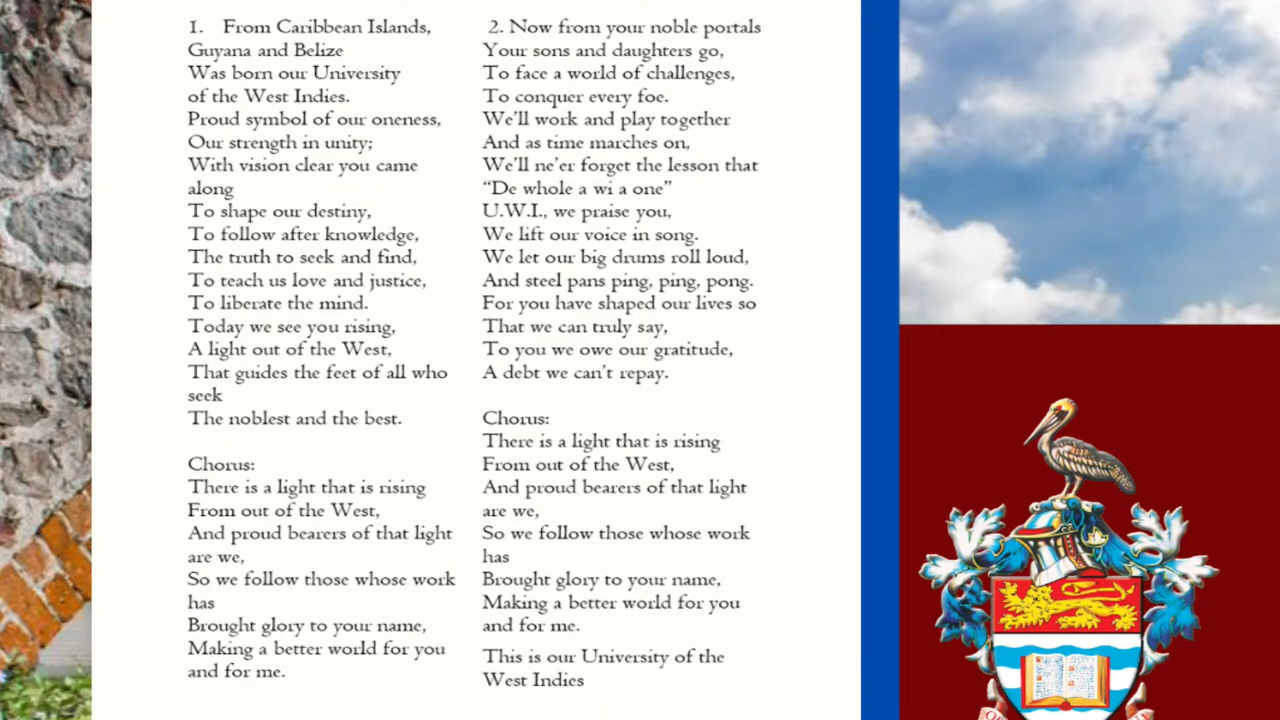 1. From Caribbean Islands,
Guyana and Belize
Was born our University
of the West Indies.
Proud symbol of our oneness,
Our strength in unity;
With vision clear you came
along
To shape our destiny,
To follow after knowledge,
The truth to seek and find,
To teach us love and justice,
To liberate the mind.
Today we see you rising,
A light out of the West,
That guides the feet of all who
seek
The noblest and the best.
Chorus:
There is a light that is rising
From out of the West,
And proud bearers of that light
are we,
So we follow those whose work
has
Brought glory to your name,
Making a better world for you
and for me.
2. Now from your noble portals
Your sons and daughters go,
To face a world of challenges,
To conquer every foe.
We'll work and play together
And as time marches on,
We'll ne'er forget the lesson that
“De whole a wi a one”
U.W.I., we praise you,
We lift our voice in song.
We let our big drums roll loud,
And steel pans ping, ping, pong.
For you have shaped our lives so
That we can truly say,
To you we owe our gratitude,
A debt we can't repay.
Chorus:
There is a light that is rising
From out of the West,
And proud bearers of that light
are we,
So we follow those whose work
has
Brought glory to your name,
Making a better world for you
and for me.
This is our University of the
West Indies